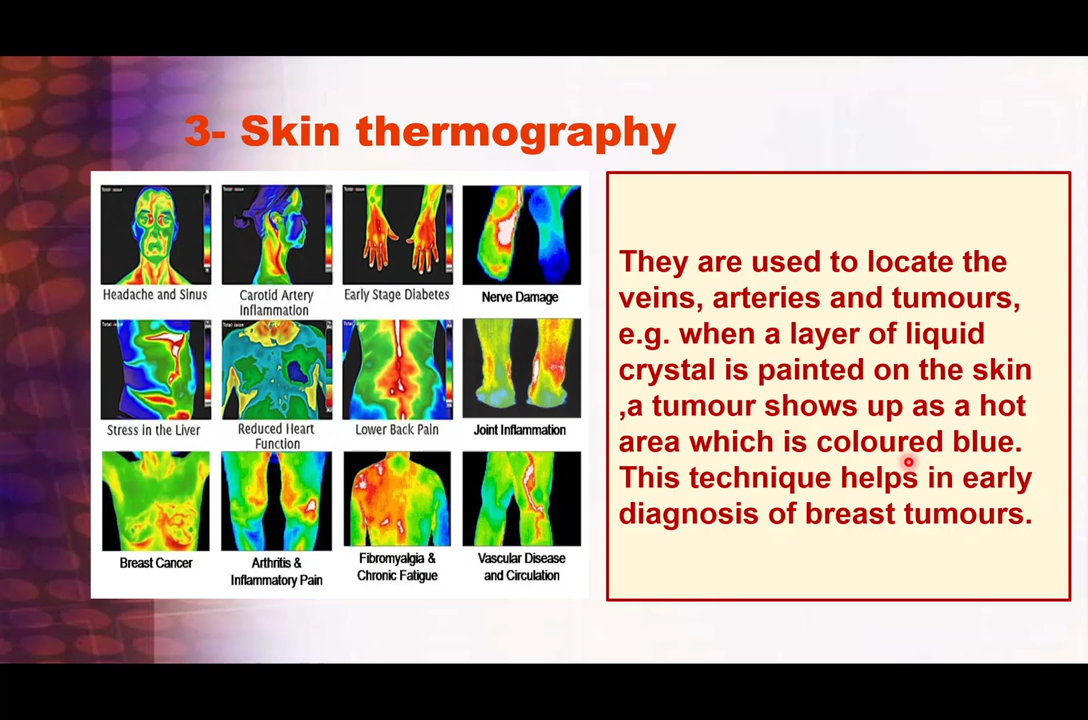 3- Skin thermography
Headache and Sinus
Carotid Artery
Inflammation
Early Stage Diabetes
Nerve Damage
Stress in the Liver
Reduced Heart
Function
Lower Back Pain
Joint Inflammation
Breast Cancer
Arthritis &
Inflammatory Pain
Fibromyalgia &
Chronic Fatigue
Vascular Disease
and Circulation
They are used to locate the
veins, arteries and tumours,
e.g. when a layer of liquid
crystal is painted on the skin
,a tumour shows up as a hot
area which is coloured blue.
This technique helps in early
diagnosis of breast tumours.